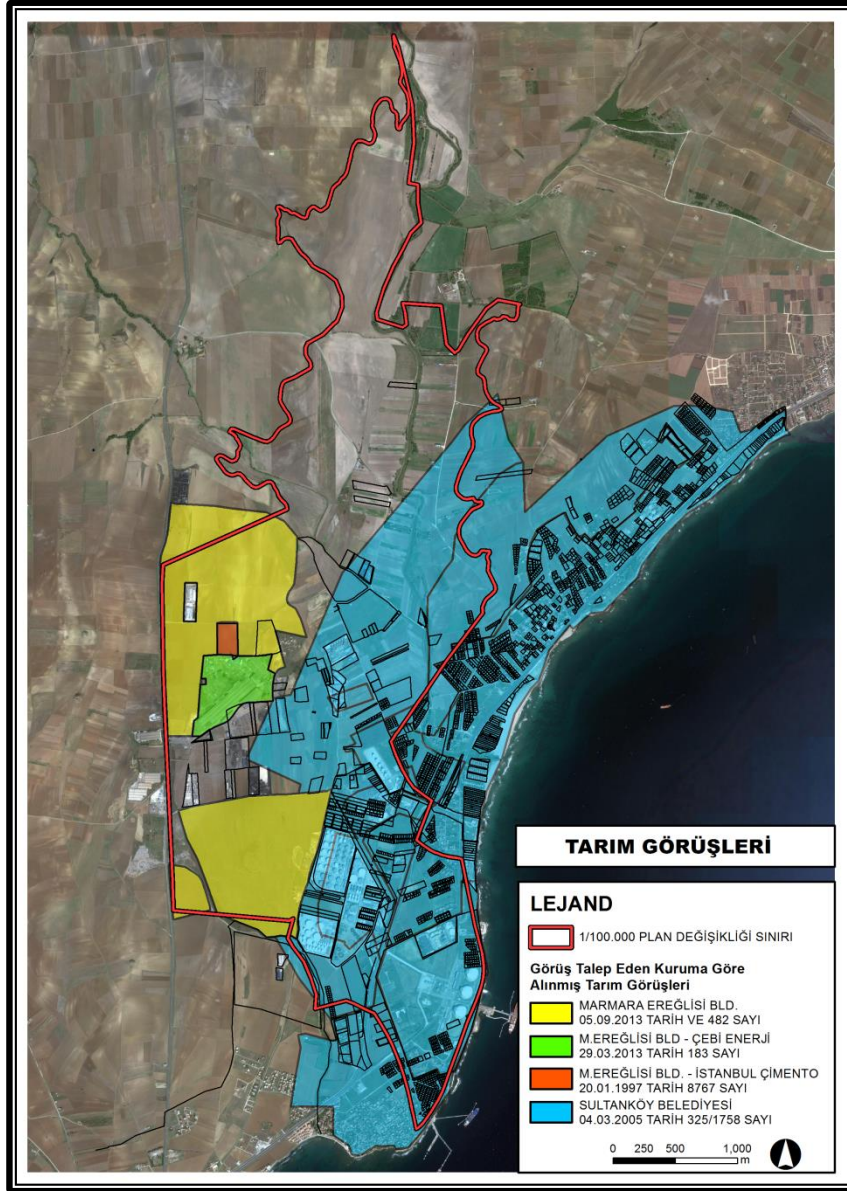 TARIM GÖRÜŞLERİ
LEJAND
1/100.000 PLAN DEĞİŞİKLİĞİ SINIRI
Görüş Talep Eden Kuruma Göre
Alınmış Tarım Görüşleri
MARMARA EREĞLİSİ BLD.
05.09.2013 TARİH VE 482 SAYI
M.EREĞLİSİ BLD - ÇEBİ ENERJİ
29.03.2013 TARİH 183 SAYI
M.EREĞLİSİ BLD. - İSTANBUL ÇİMENTO
20.01.1997 TARİH 8767 SAYI
SULTANKÖY BELEDİYESİ
04.03.2005 TARİH 325/1758 SAYI
0 250 500 1,000
m